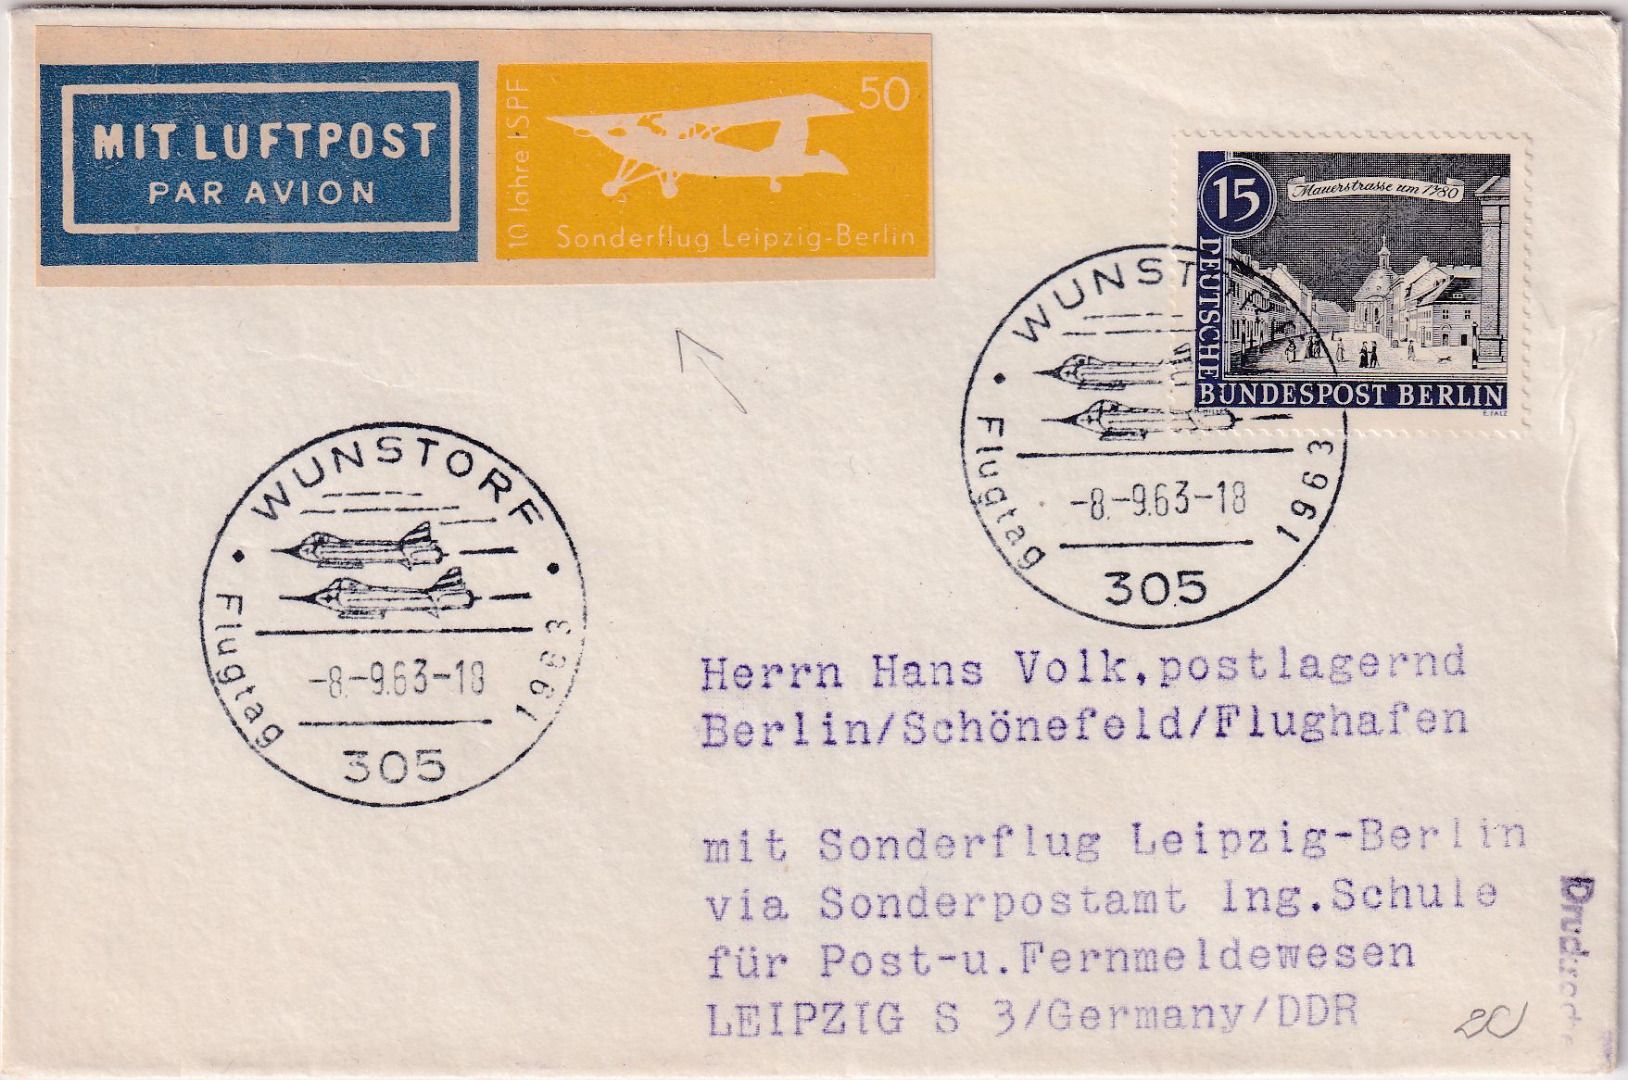 MIT LUFTPOST
PAR AVION
10 Jahre ISPF
50
Sonderflug Leipzig-Berlin
15
Mauerstrasse um 1780
DEUTSCHE
BUNDESPOST BERLIN
E.FALZ
WUNSTORF
-8.-9.63-18
Flugtag 1963
305
WUNSTORF
-8.-9.63-18
Flugtag 1963
305
Herrn Hans Volk, postlagernd
Berlin/Schönefeld/Flughafen
mit Sonderflug Leipzig-Berlin
via Sonderpostamt Ing.Schule
für Post-u.Fernmeldewesen
LEIPZIG S 3/Germany/DDR
Drucksache